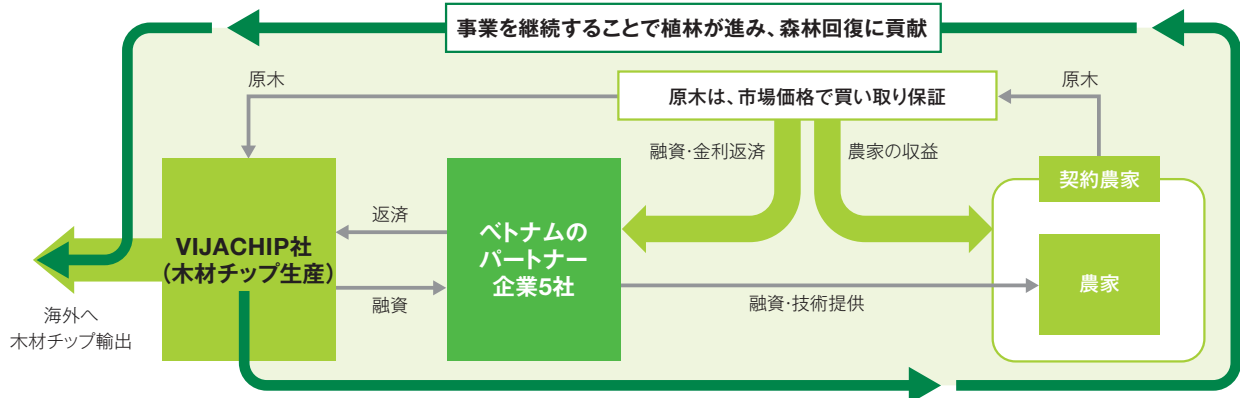 事業を継続することで植林が進み、森林回復に貢献
原木
原木は、市場価格で買い取り保証
原木
融資・金利返済
農家の収益
契約農家
VIJACHIP社
（木材チップ生産）
返済
融資
ベトナムの
パートナー
企業5社
融資・技術提供
農家
海外へ
木材チップ輸出